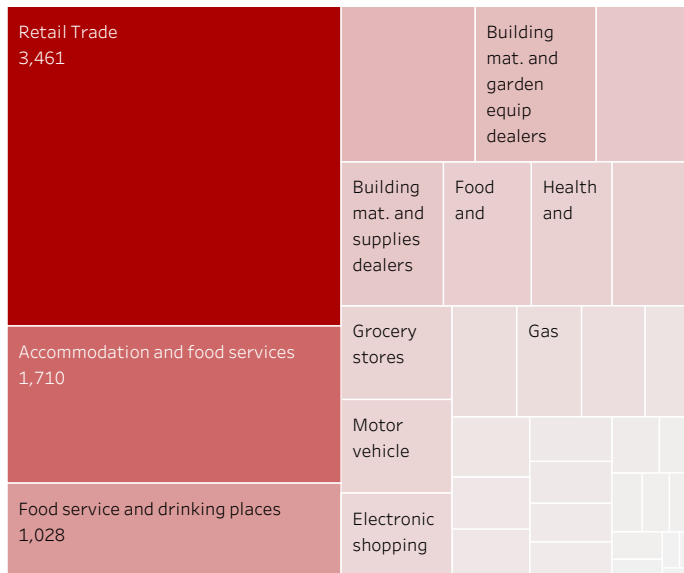 Retail Trade
3,461
Accommodation and food services
1,710
Food service and drinking places
1,028
Building
mat. and
garden
equip
dealers
Building
mat. and
supplies
dealers
Food
and
Health
and
Grocery
stores
Gas
Motor
vehicle
Electronic
shopping